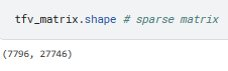 tfv_matrix.shape # sparse matrix
(7796, 27746)